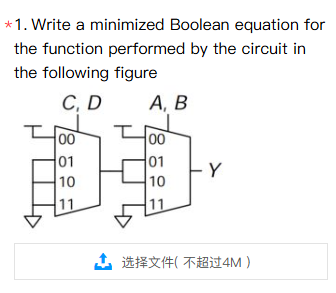 *1. Write a minimized Boolean equation for
the function performed by the circuit in
the following figure
C, D A, B
00 00
01 01
10 10
11 11
Y
选择文件( 不超过4M )